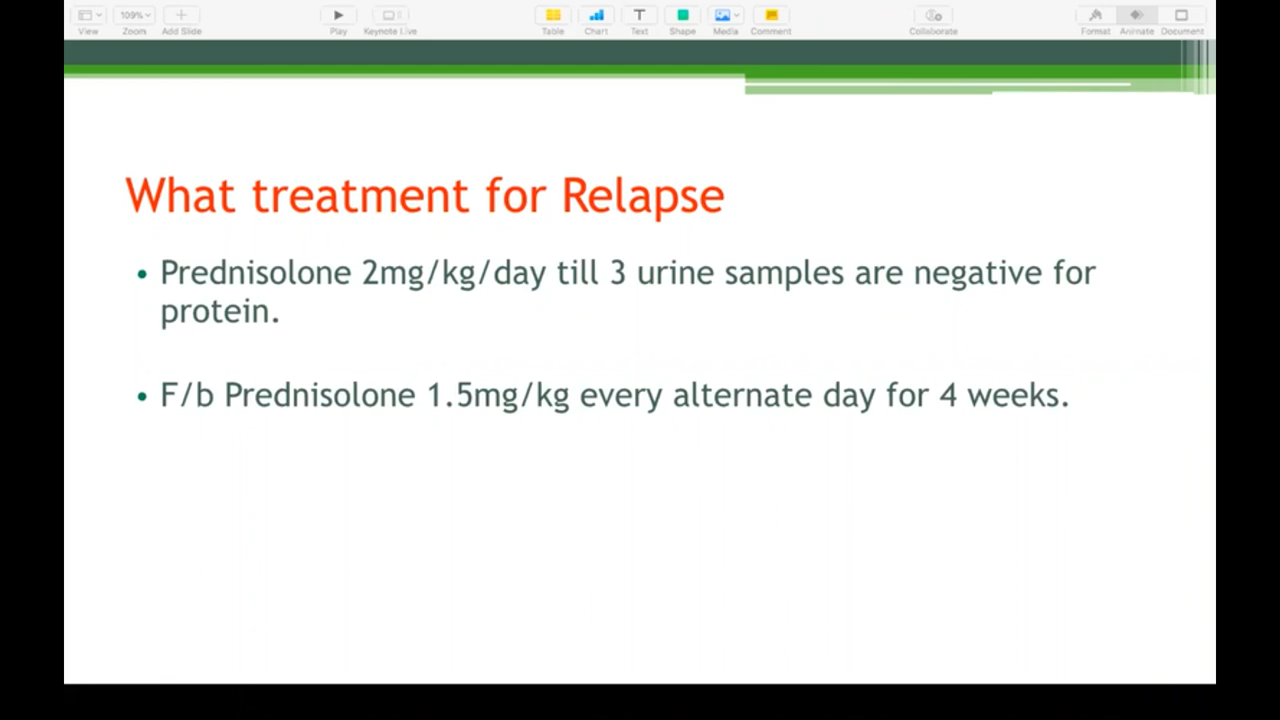 109%
View Zoom Add Slide Play Keynote Live Table Chart Text Shape Media Comment Collaborate Format Animate Document
What treatment for Relapse
• Prednisolone 2mg/kg/day till 3 urine samples are negative for
protein.
• F/b Prednisolone 1.5mg/kg every alternate day for 4 weeks.